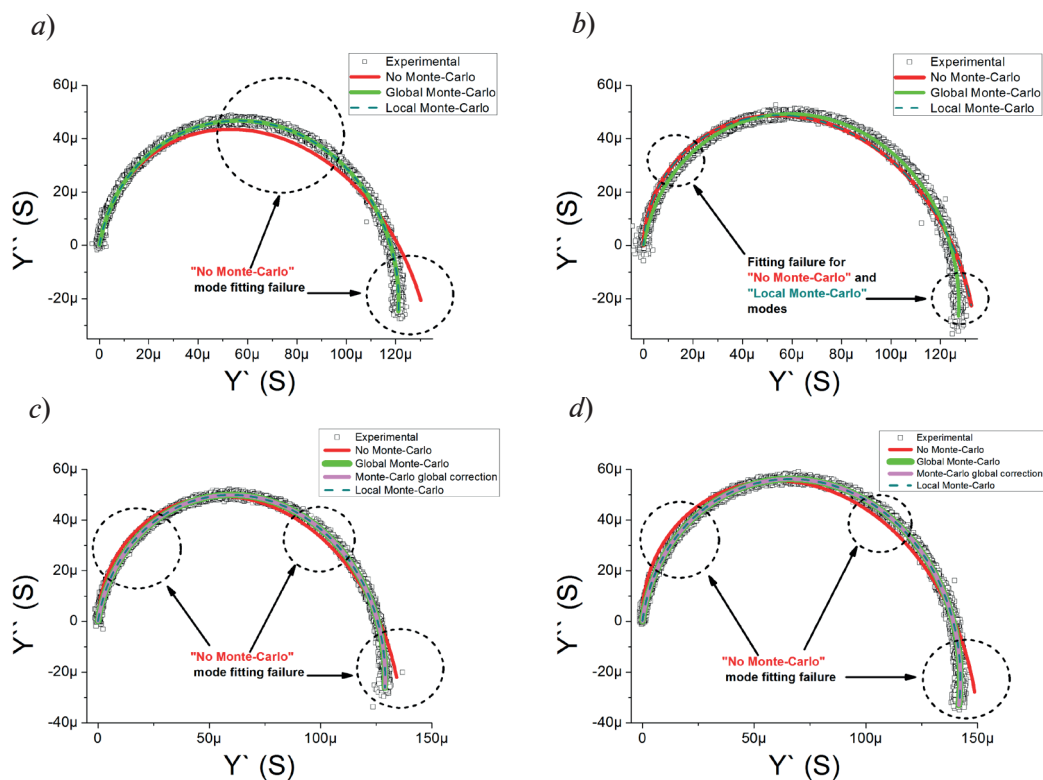 a)
Experimental
No Monte-Carlo
Global Monte-Carlo
Local Monte-Carlo
60µ
40µ
20µ
0
-20µ
Y`` (S)
"No Monte-Carlo"
mode fitting failure
0 20µ 40µ 60µ 80µ 100µ 120µ
Y` (S)
b)
Experimental
No Monte-Carlo
Global Monte-Carlo
Local Monte-Carlo
60µ
40µ
20µ
0
-20µ
Y`` (S)
Fitting failure for
"No Monte-Carlo" and
"Local Monte-Carlo"
modes
0 20µ 40µ 60µ 80µ 100µ 120µ
Y` (S)
c)
Experimental
No Monte-Carlo
Global Monte-Carlo
Monte-Carlo global correction
Local Monte-Carlo
60µ
40µ
20µ
0
-20µ
-40µ
Y`` (S)
"No Monte-Carlo"
mode fitting failure
0 50µ 100µ 150µ
Y` (S)
d)
Experimental
No Monte-Carlo
Global Monte-Carlo
Monte-Carlo global correction
Local Monte-Carlo
60µ
40µ
20µ
0
-20µ
-40µ
Y`` (S)
"No Monte-Carlo"
mode fitting failure
0 50µ 100µ 150µ
Y` (S)